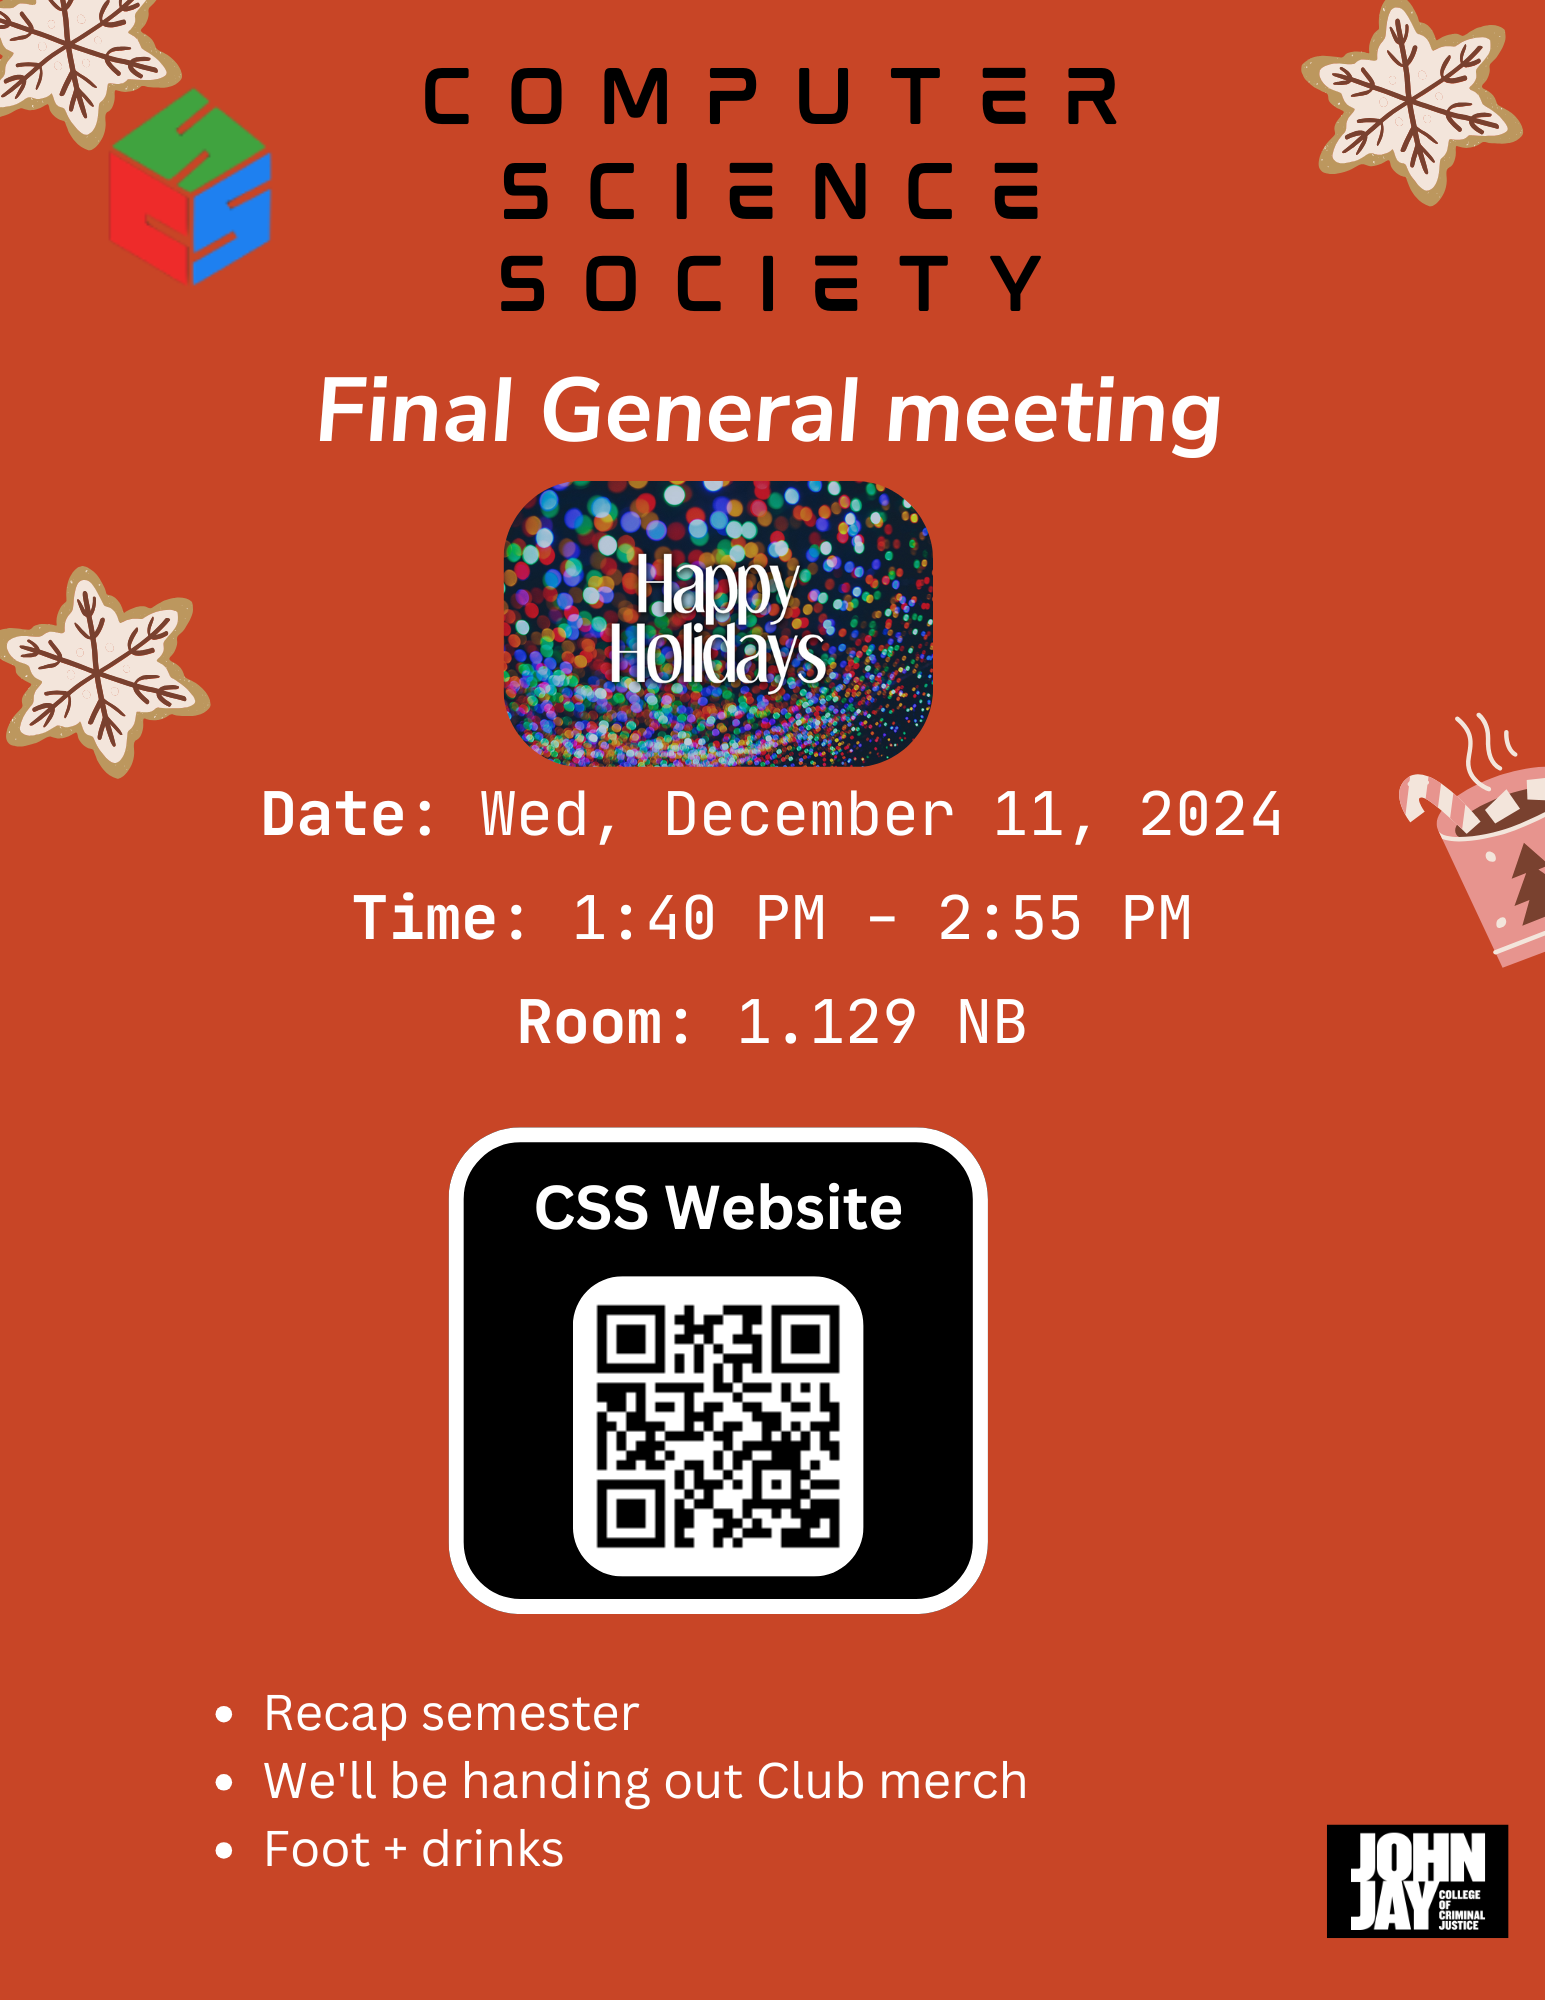 COMPUTER
SCIENCE
SOCIETY
Final General meeting
Happy
Holidays
Date: Wed, December 11, 2024
Time: 1:40 PM – 2:55 PM
Room: 1.129 NB
CSS Website
• Recap semester
• We'll be handing out Club merch
• Foot + drinks
JOHN
JAY
COLLEGE
OF
CRIMINAL
JUSTICE